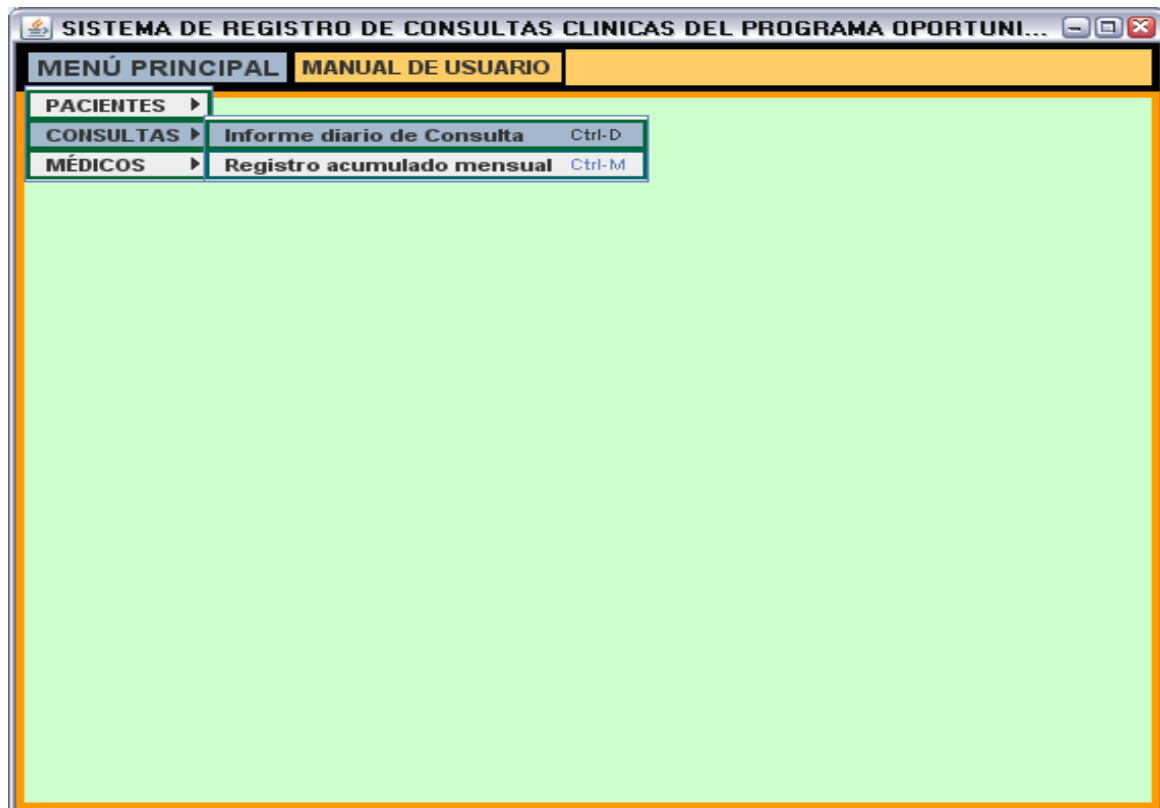 SISTEMA DE REGISTRO DE CONSULTAS CLINICAS DEL PROGRAMA OPORTUNI...
MENÚ PRINCIPAL MANUAL DE USUARIO
PACIENTES
CONSULTAS Informe diario de Consulta Ctrl-D
MÉDICOS Registro acumulado mensual Ctrl-M